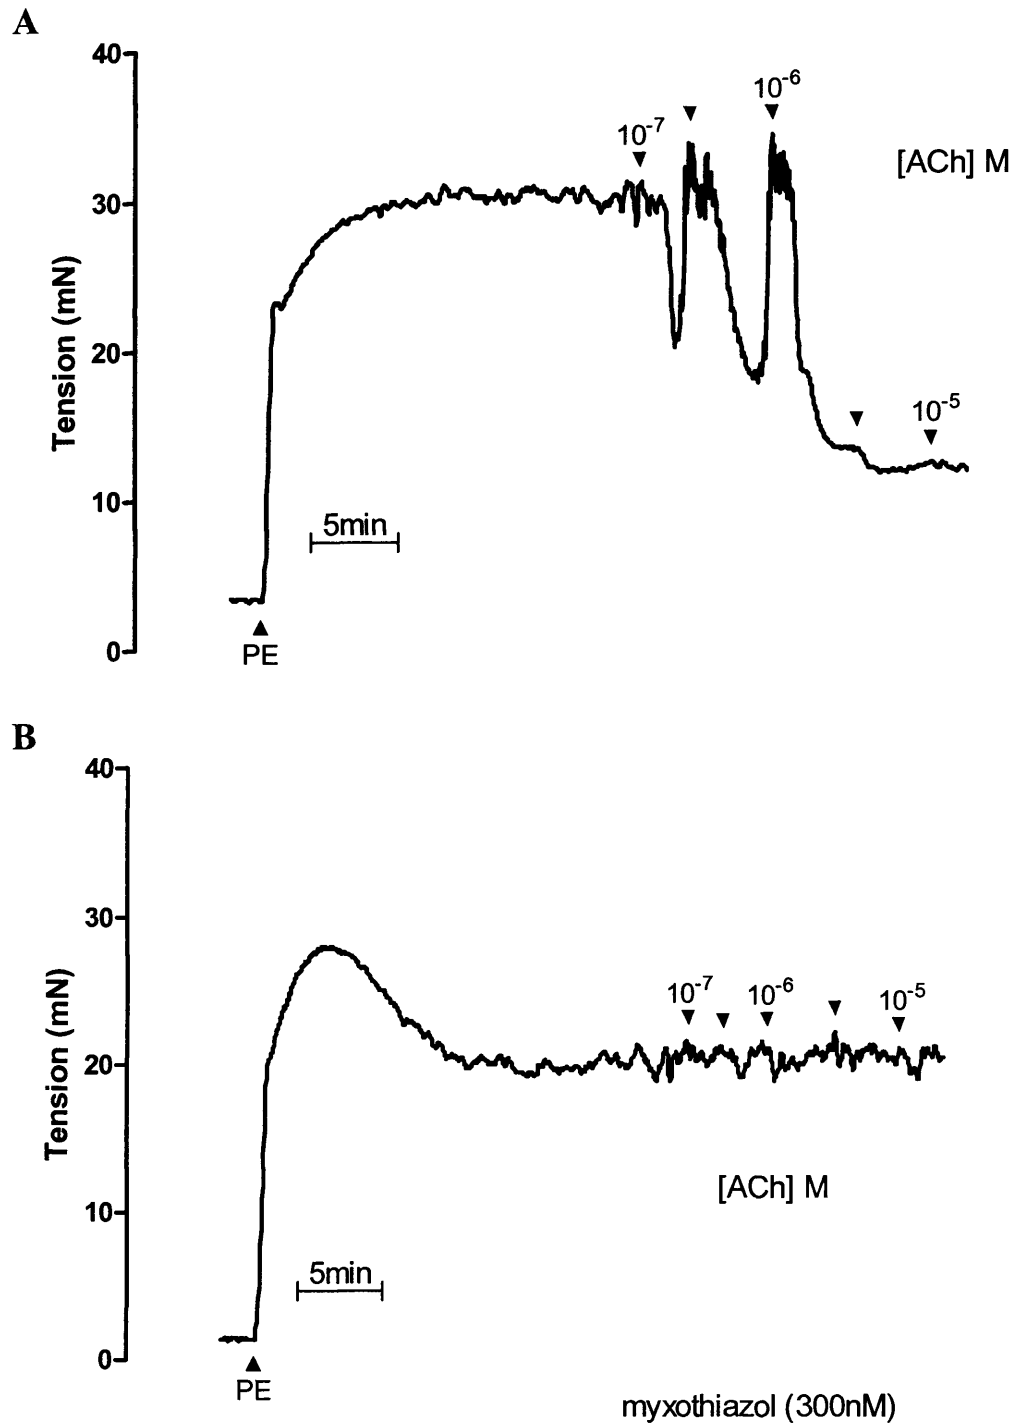 A
40
10⁻⁶
10⁻⁷
[ACh] M
30
Tension (mN)
20
10⁻⁵
10
5min
0
PE
B
40
30
Tension (mN)
10⁻⁷ 10⁻⁶ 10⁻⁵
20
[ACh] M
10
5min
0
PE
myxothiazol (300nM)